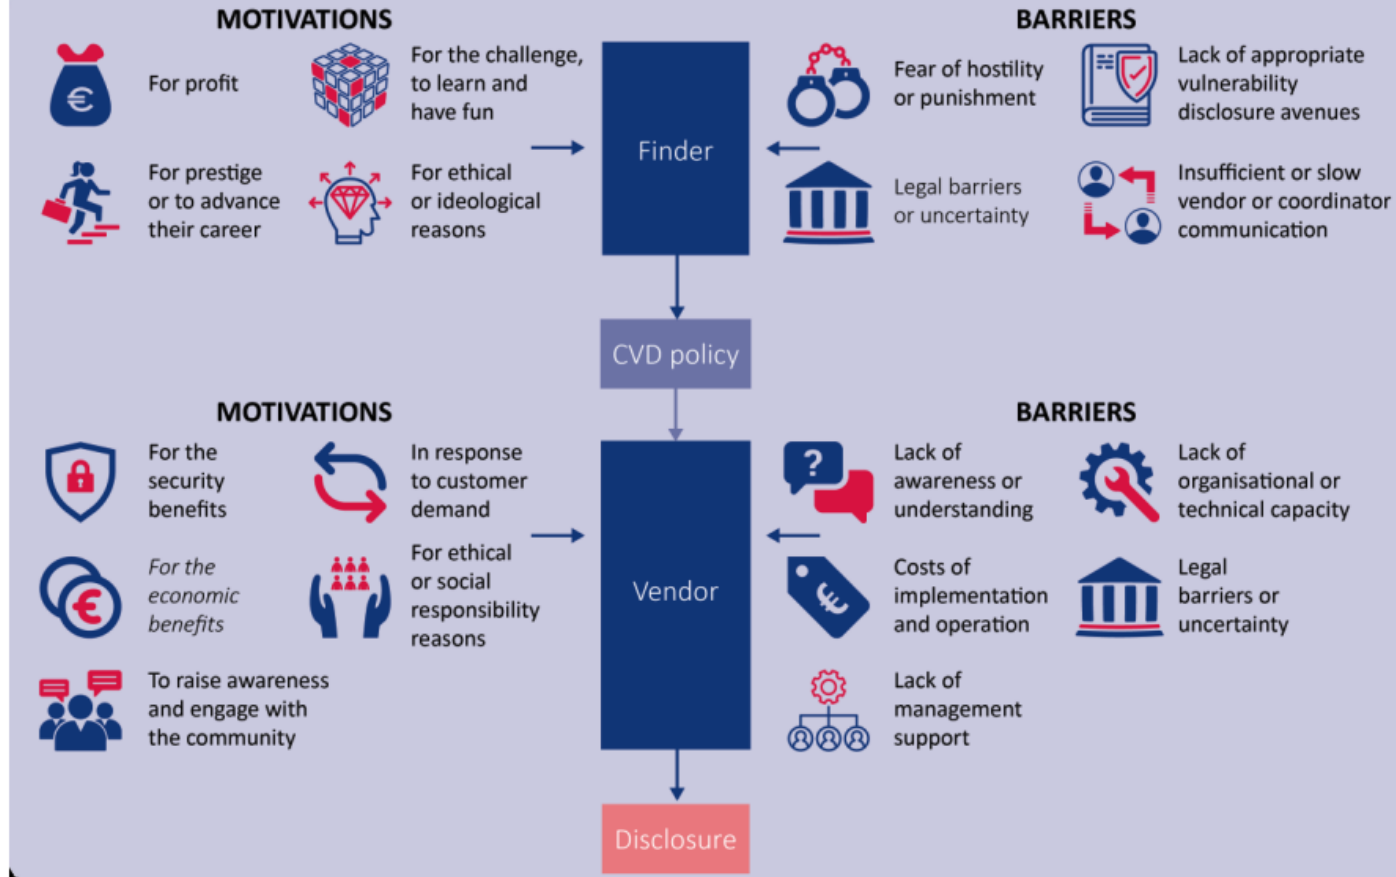 MOTIVATIONS
For profit
For the challenge,
to learn and
have fun
For prestige
or to advance
their career
For ethical
or ideological
reasons
Finder
BARRIERS
Fear of hostility
or punishment
Lack of appropriate
vulnerability
disclosure avenues
Legal barriers
or uncertainty
Insufficient or slow
vendor or coordinator
communication
CVD policy
MOTIVATIONS
For the
security
benefits
In response
to customer
demand
For the
economic
benefits
For ethical
or social
responsibility
reasons
To raise awareness
and engage with
the community
Vendor
BARRIERS
?
Lack of
awareness or
understanding
Lack of
organisational or
technical capacity
Costs of
implementation
and operation
Legal
barriers or
uncertainty
Lack of
management
support
Disclosure